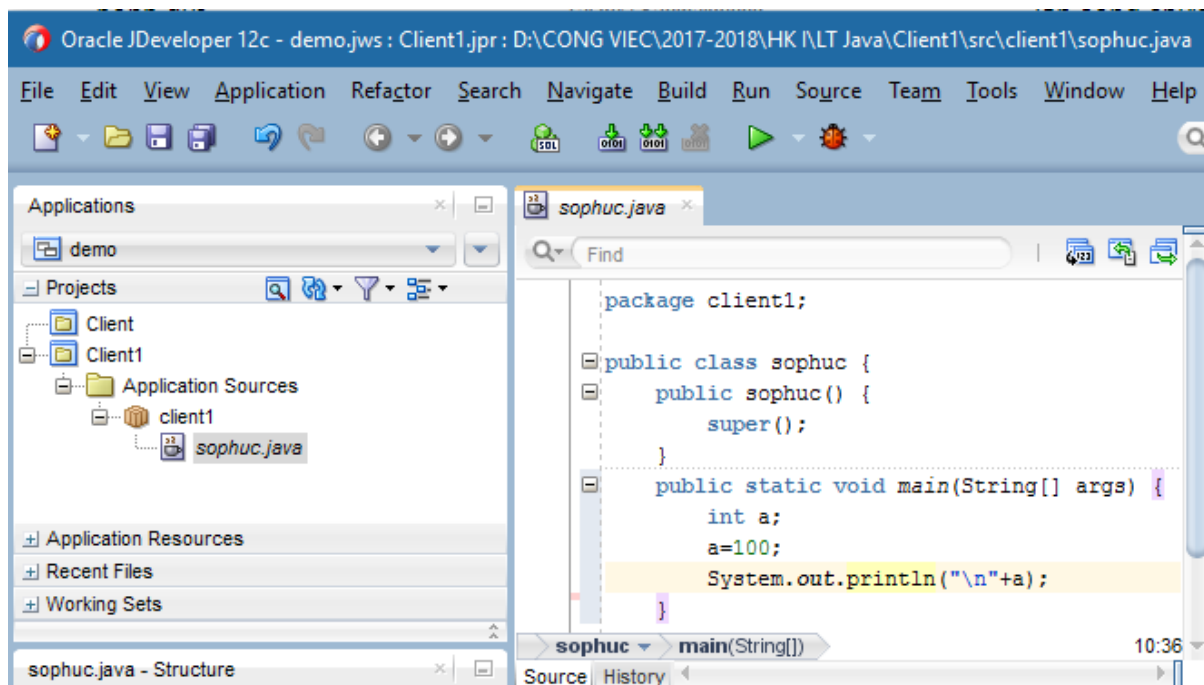 Oracle JDeveloper 12c - demo.jws : Client1.jpr : D:\CONG VIEC\2017-2018\HK I\LT Java\Client1\src\client1\sophuc.java
File Edit View Application Refactor Search Navigate Build Run Source Team Tools Window Help
Applications
demo
Projects
Client
Client1
Application Sources
client1
sophuc.java
Application Resources
Recent Files
Working Sets
sophuc.java - Structure
sophuc.java
Find
package client1;
public class sophuc {
public sophuc() {
super();
}
public static void main(String[] args) {
int a;
a=100;
System.out.println("\n"+a);
}
sophuc main(String[])
10:36
Source History